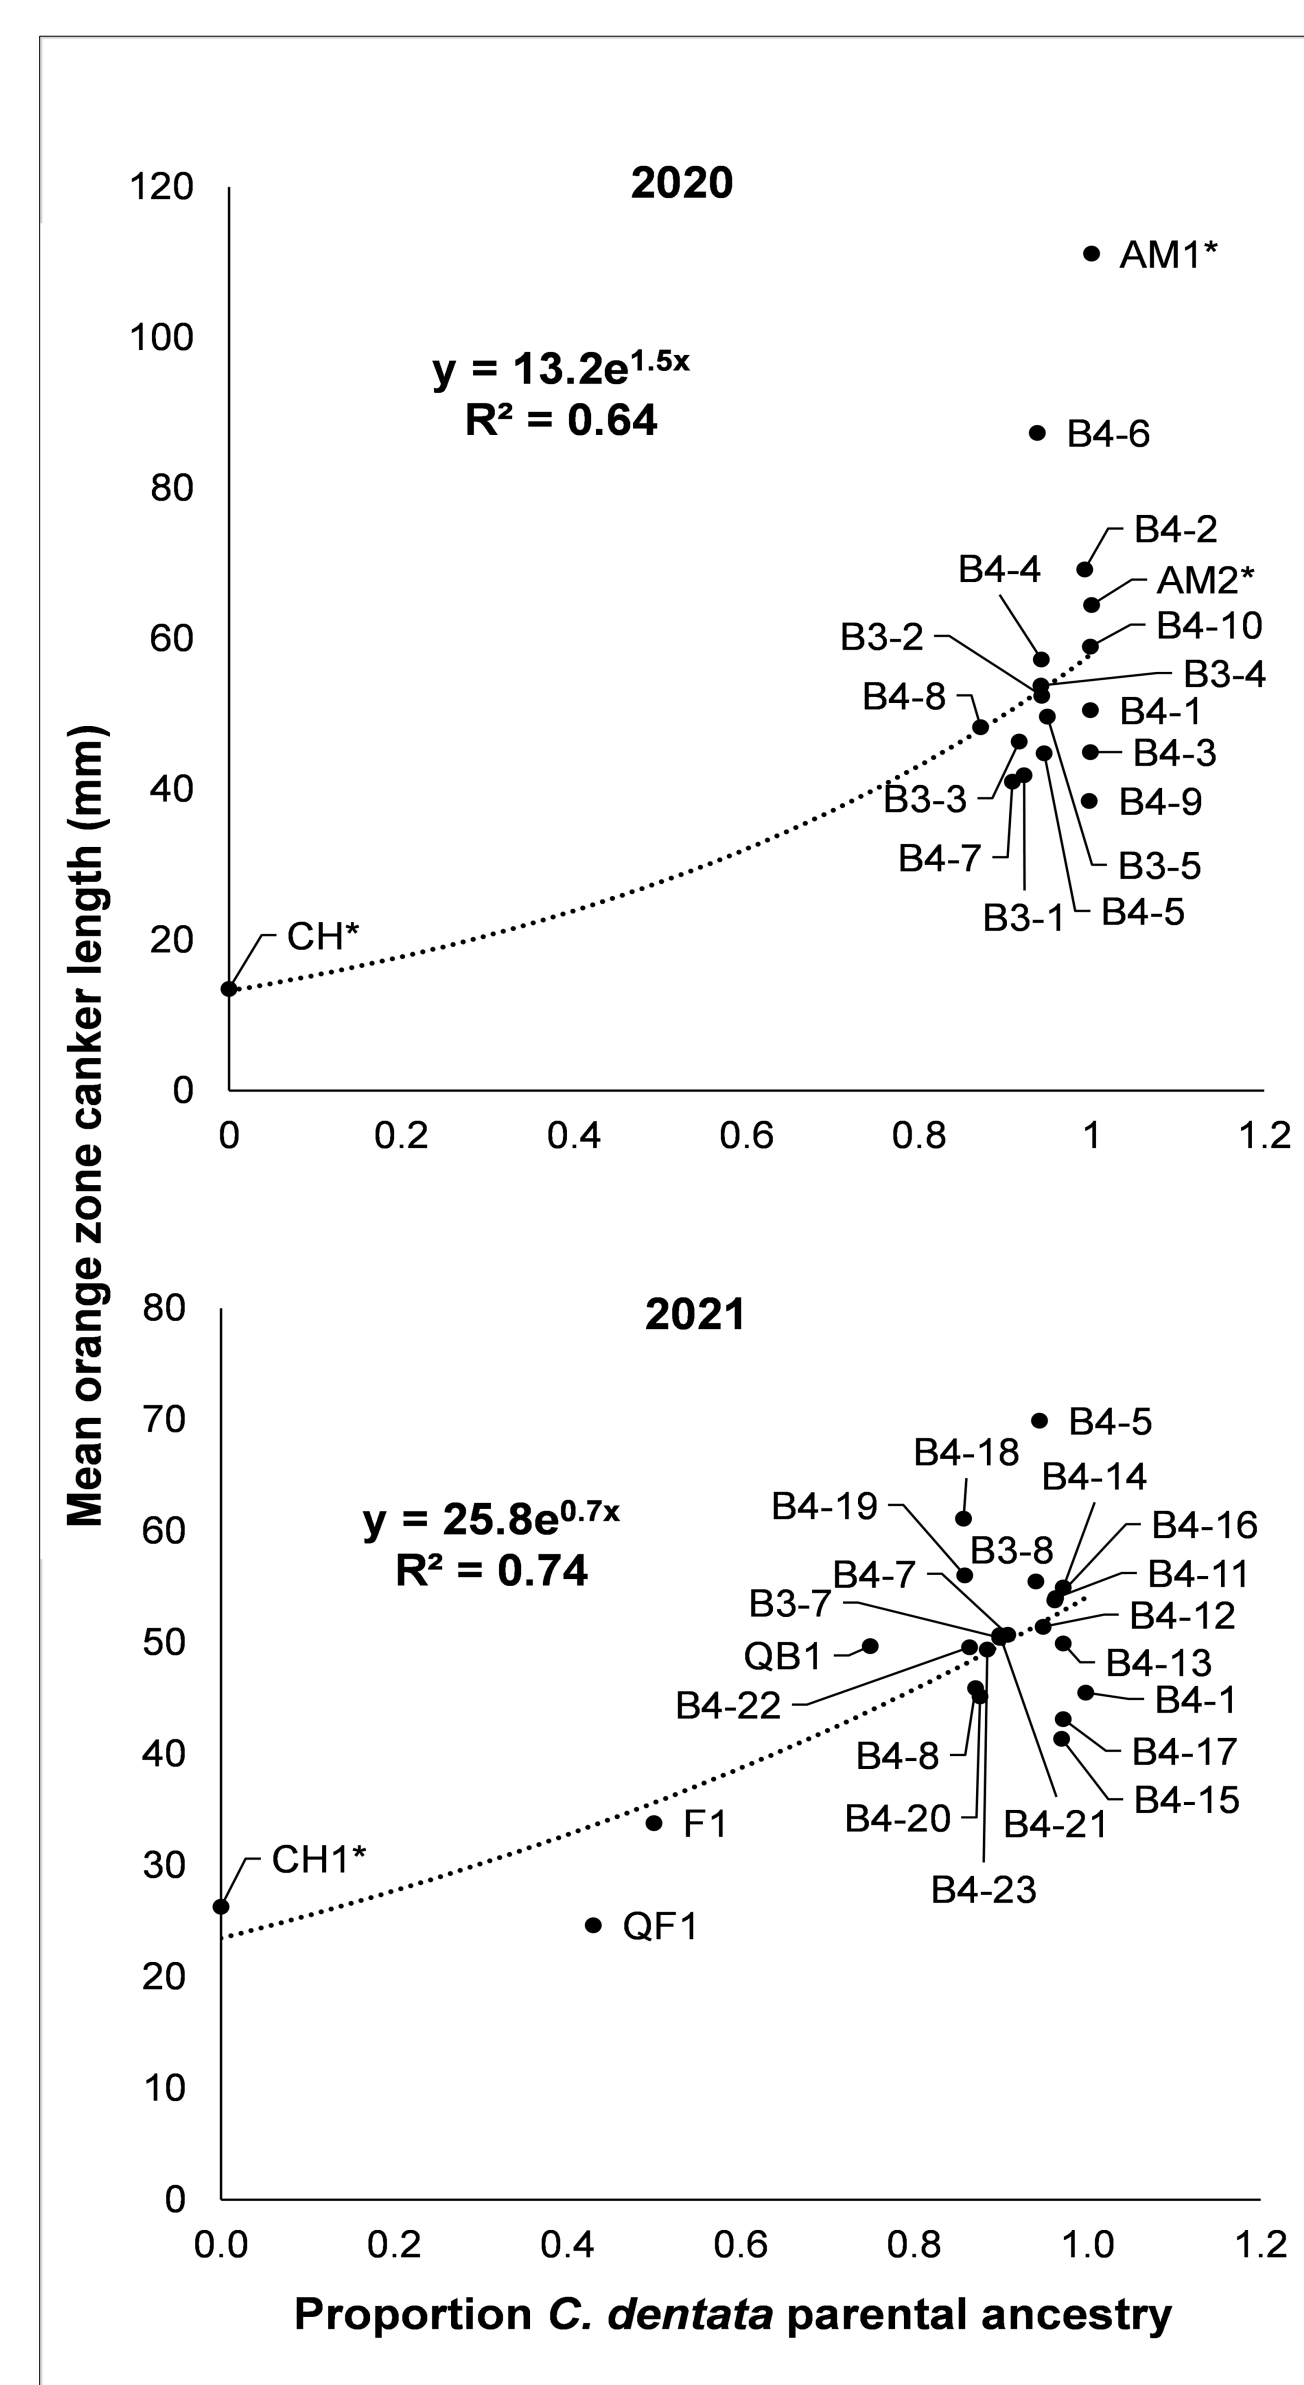 2020
120
100
80
60
40
20
0
0 0.2 0.4 0.6 0.8 1 1.2
y = 13.2e^1.5x
R² = 0.64
AM1*
B4-6
B4-2
B4-4
AM2*
B4-10
B3-2
B3-4
B4-8
B4-1
B4-3
B3-3
B4-9
B4-7
B3-5
B3-1
B4-5
CH*
Mean orange zone canker length (mm)
2021
80
70
60
50
40
30
20
10
0
0.0 0.2 0.4 0.6 0.8 1.0 1.2
y = 25.8e^0.7x
R² = 0.74
B4-5
B4-18
B4-14
B4-19
B4-16
B3-8
B4-7
B4-11
B3-7
B4-12
QB1
B4-13
B4-22
B4-1
B4-8
B4-17
B4-15
B4-20
B4-21
F1
CH1*
B4-23
QF1
Proportion C. dentata parental ancestry